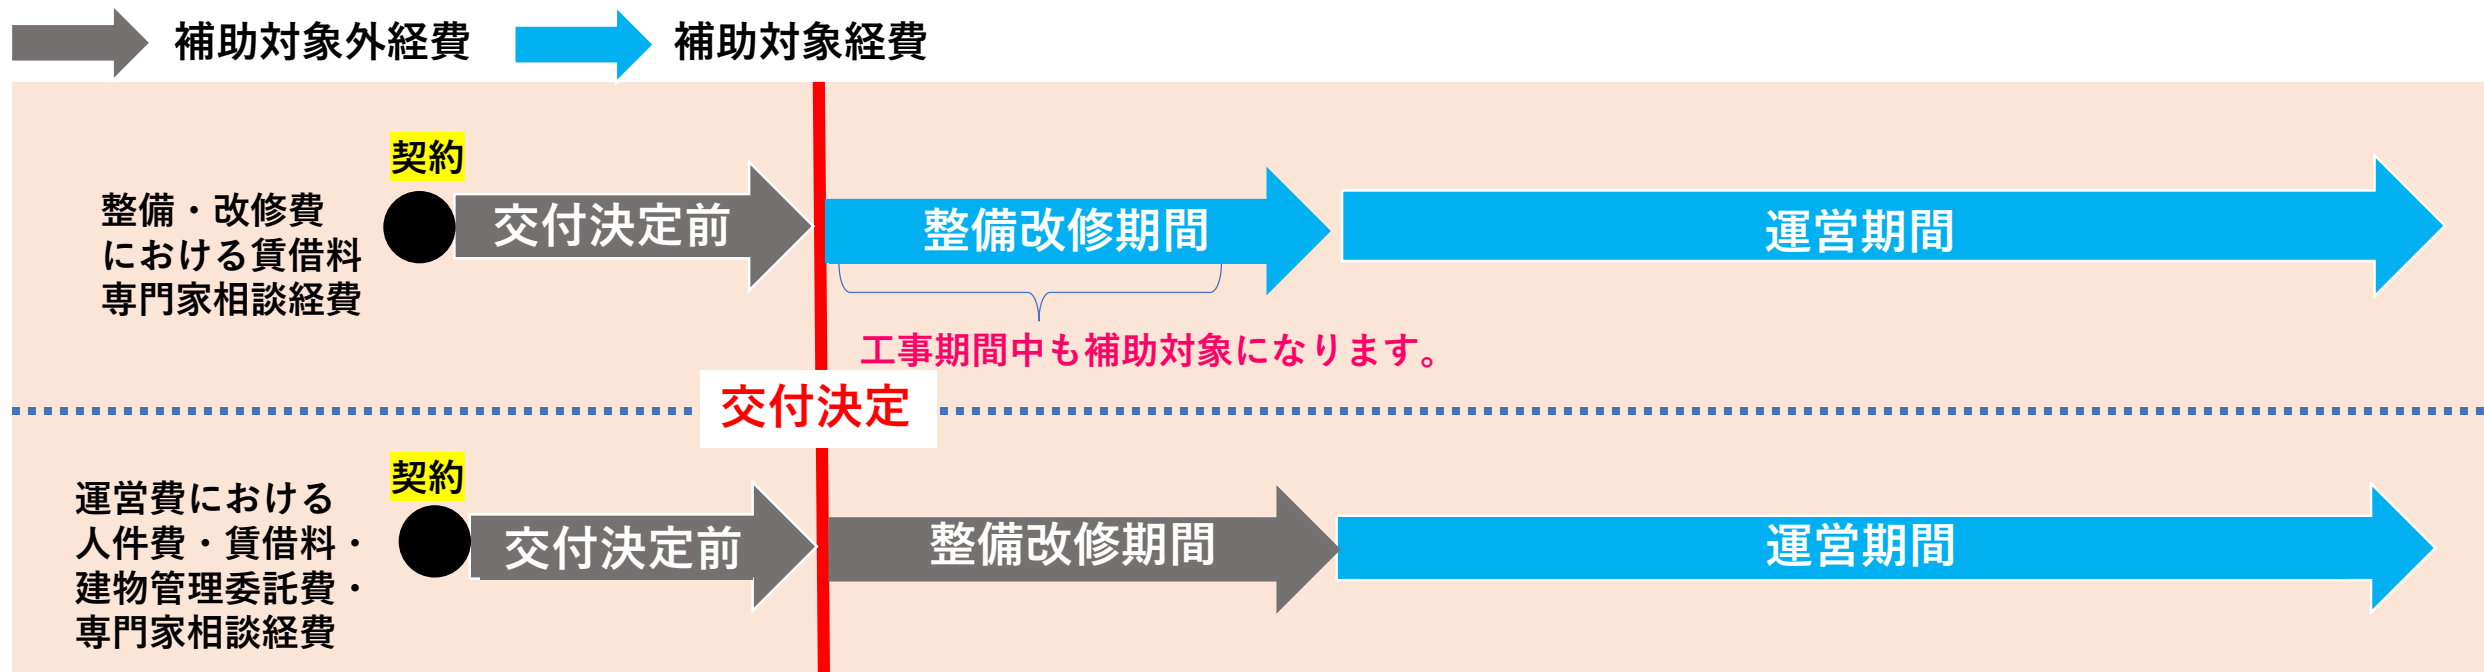 補助対象外経費
補助対象経費
契約
整備・改修費
における賃借料
専門家相談経費
交付決定前
整備改修期間
運営期間
工事期間中も補助対象になります。
交付決定
契約
運営費における
人件費・賃借料・
建物管理委託費・
専門家相談経費
交付決定前
整備改修期間
運営期間